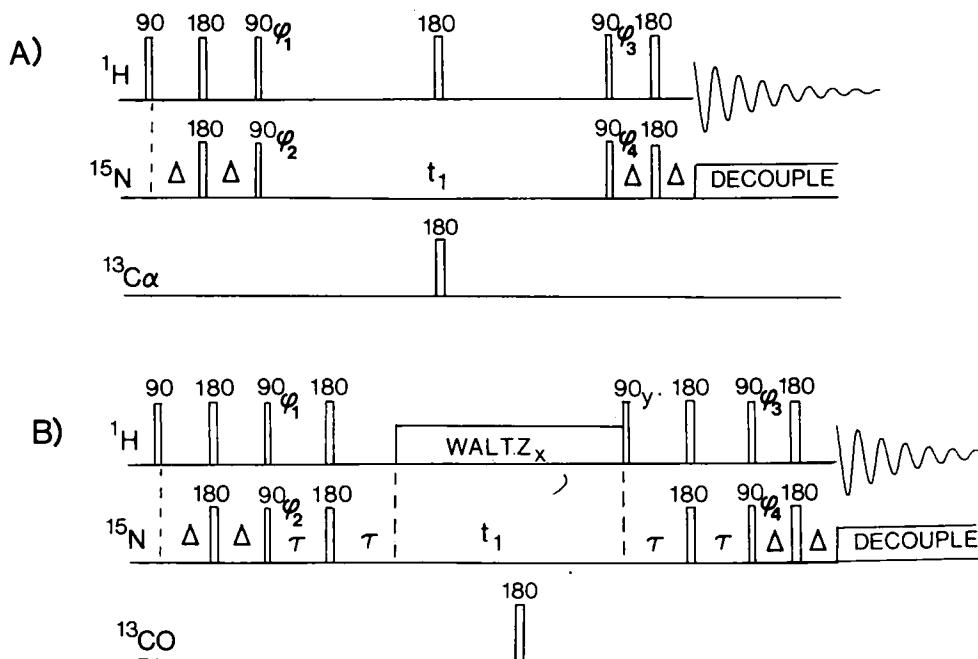 A)
90 180 90φ1 180 90φ3 180
1H
180 90φ2 90φ4 180
15N Δ Δ t1 Δ Δ DECOUPLE
180
13Cα
B)
90 180 90φ1 180 90y. 180 90φ3 180
1H WALTZx
180 90φ2 180 180 90φ4 180
15N Δ Δ τ τ t1 τ τ Δ Δ DECOUPLE
180
13CO